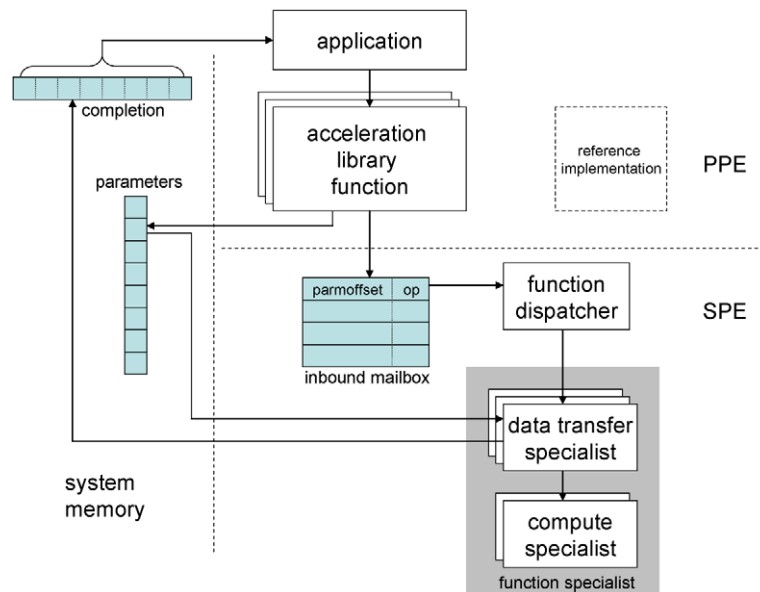 application
completion
acceleration
library
function
reference
implementation
PPE
parameters
parmoffset
op
function
dispatcher
SPE
inbound mailbox
data transfer
specialist
system
memory
compute
specialist
function specialist